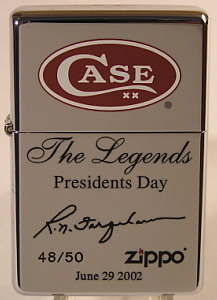 CASE
XX
®
The Legends
Presidents Day
48/50
zippo
June 29 2002